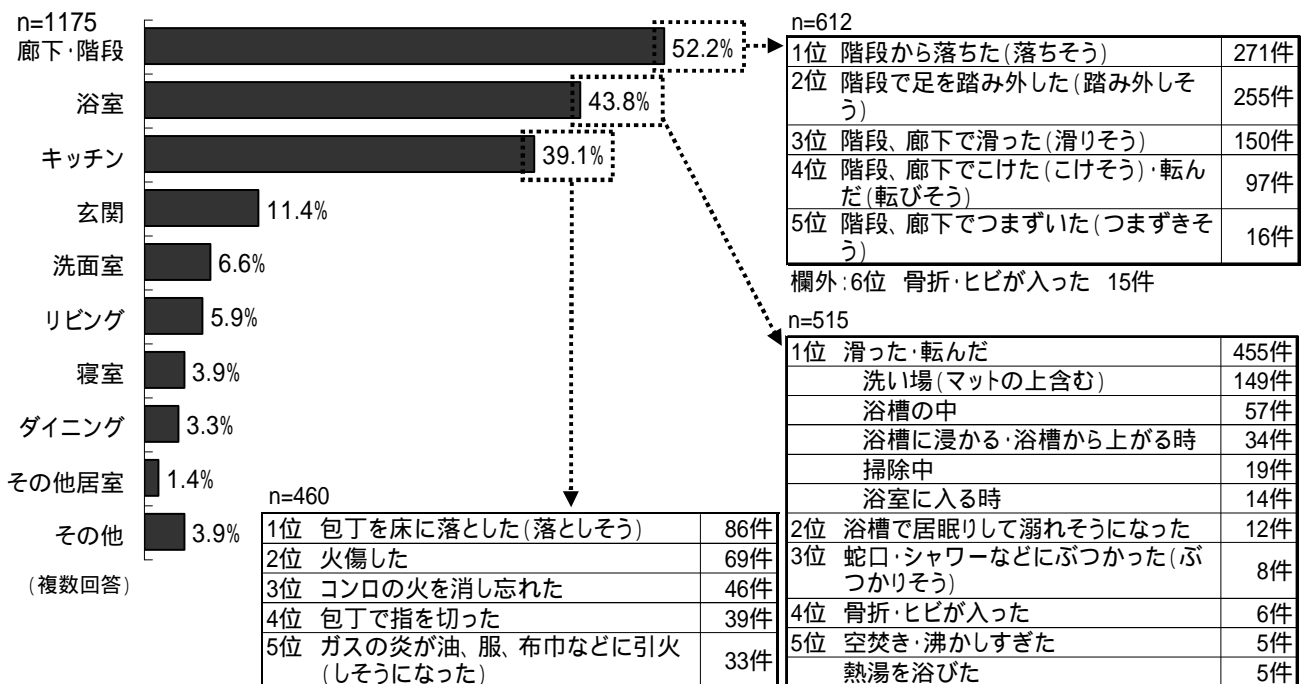 n=1175
廊下・階段 52.2%
浴室 43.8%
キッチン 39.1%
玄関 11.4%
洗面室 6.6%
リビング 5.9%
寝室 3.9%
ダイニング 3.3%
その他居室 1.4%
その他 3.9%
(複数回答)
n=612
1位 階段から落ちた(落ちそう) 271件
2位 階段で足を踏み外した(踏み外しそ
う) 255件
3位 階段、廊下で滑った(滑りそう) 150件
4位 階段、廊下でこけた(こけそう)・転ん
だ(転びそう) 97件
5位 階段、廊下でつまずいた(つまずきそ
う) 16件
欄外:6位 骨折・ヒビが入った 15件
n=515
1位 滑った・転んだ 455件
洗い場(マットの上含む) 149件
浴槽の中 57件
浴槽に浸かる・浴槽から上がる時 34件
掃除中 19件
浴室に入る時 14件
2位 浴槽で居眠りして溺れそうになった 12件
3位 蛇口・シャワーなどにぶつかった(ぶ
つかりそう) 8件
4位 骨折・ヒビが入った 6件
5位 空焚き・沸かしすぎた 5件
熱湯を浴びた 5件
n=460
1位 包丁を床に落とした(落としそう) 86件
2位 火傷した 69件
3位 コンロの火を消し忘れた 46件
4位 包丁で指を切った 39件
5位 ガスの炎が油、服、布巾などに引火
(しそうになった) 33件